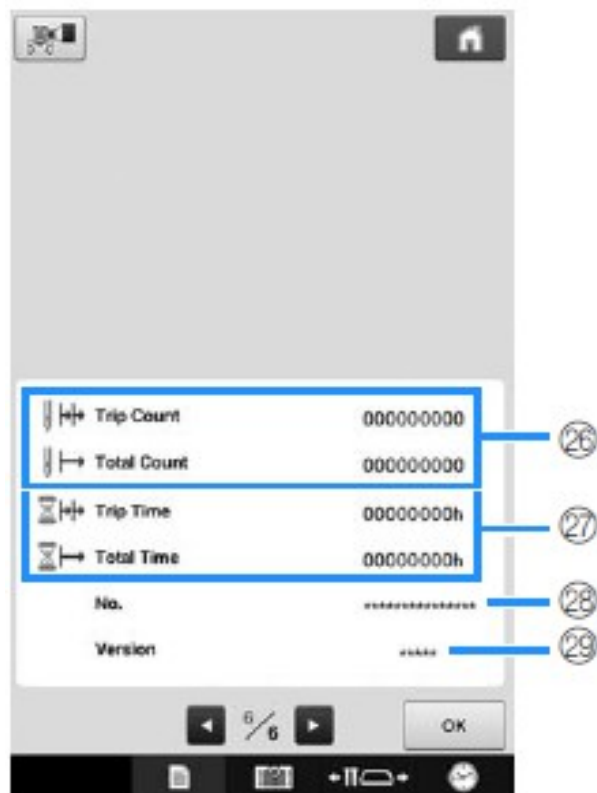 Trip Count 000000000
Total Count 000000000
㉖
Trip Time 00000000h
Total Time 00000000h
㉗
No. *************** ㉘
Version ***** ㉙
6/6
OK